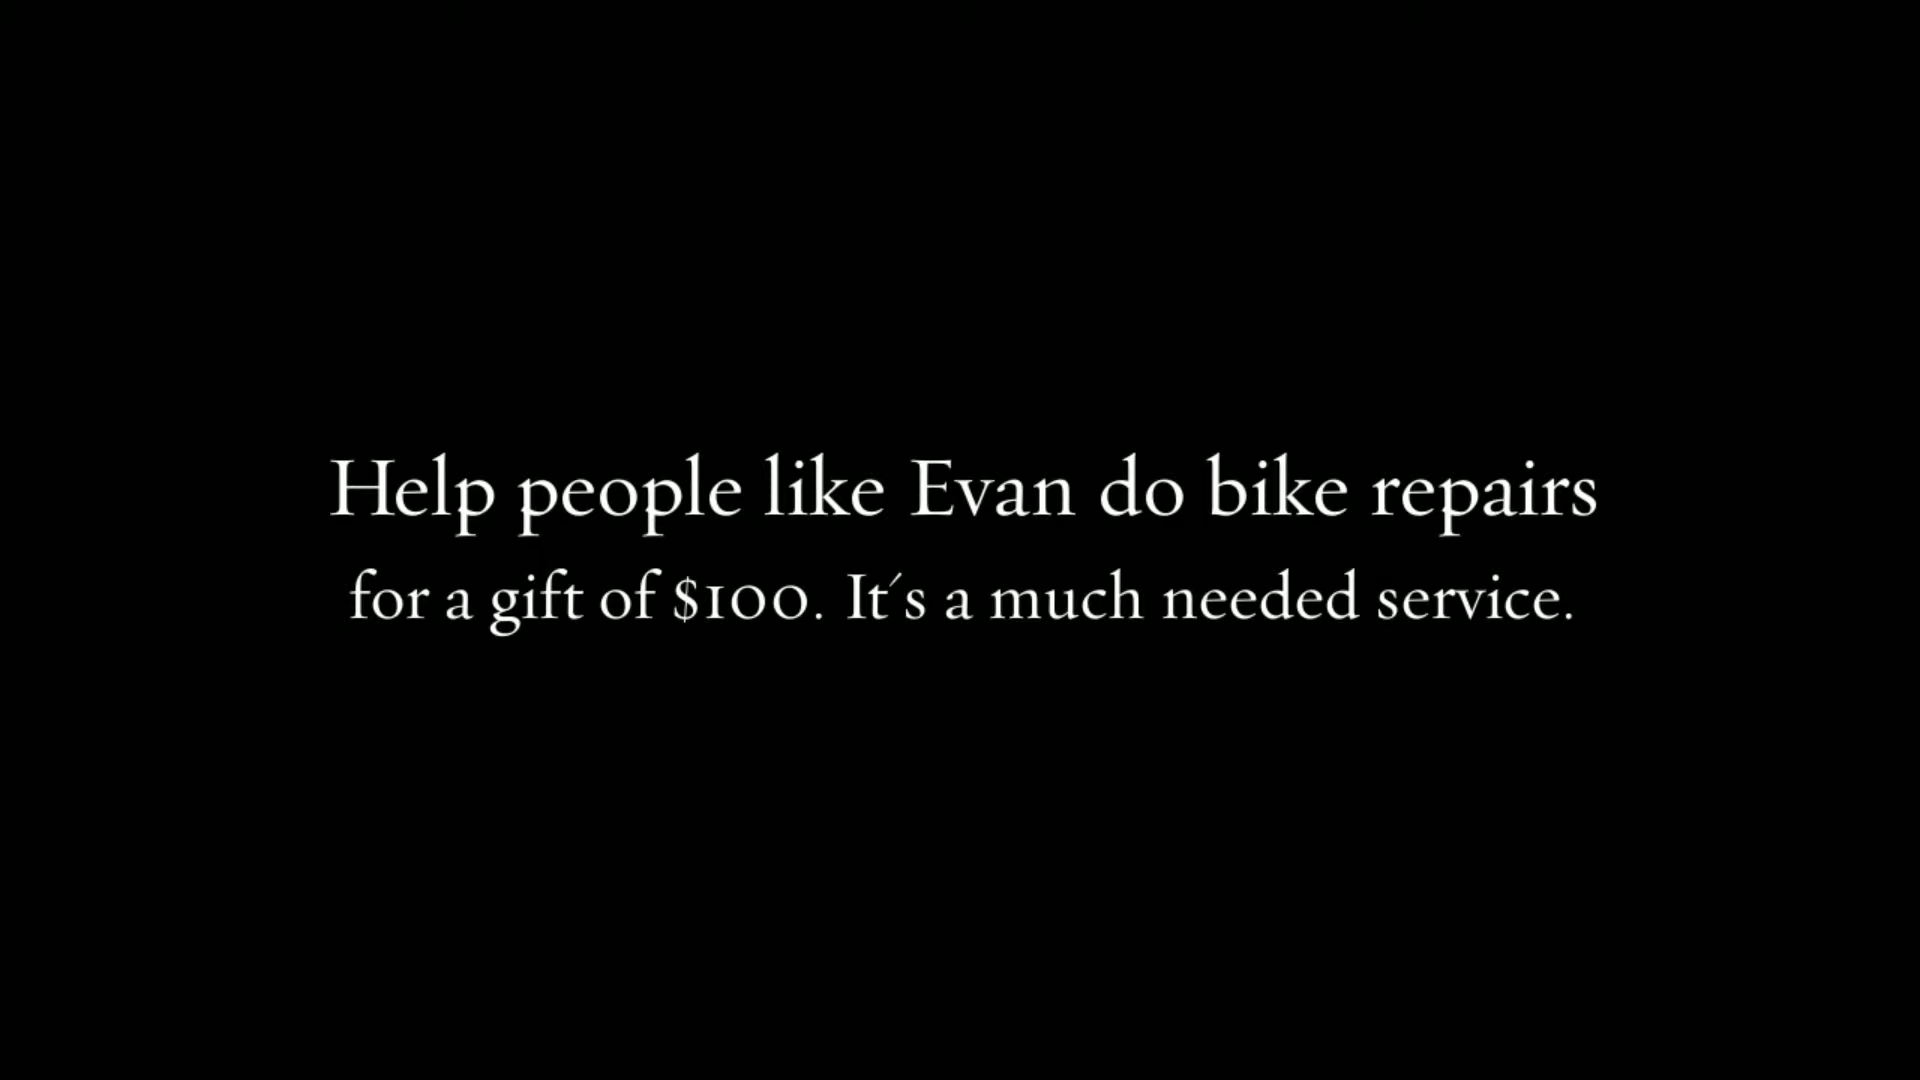 Help people like Evan do bike repairs
for a gift of $100. It´s a much needed service.